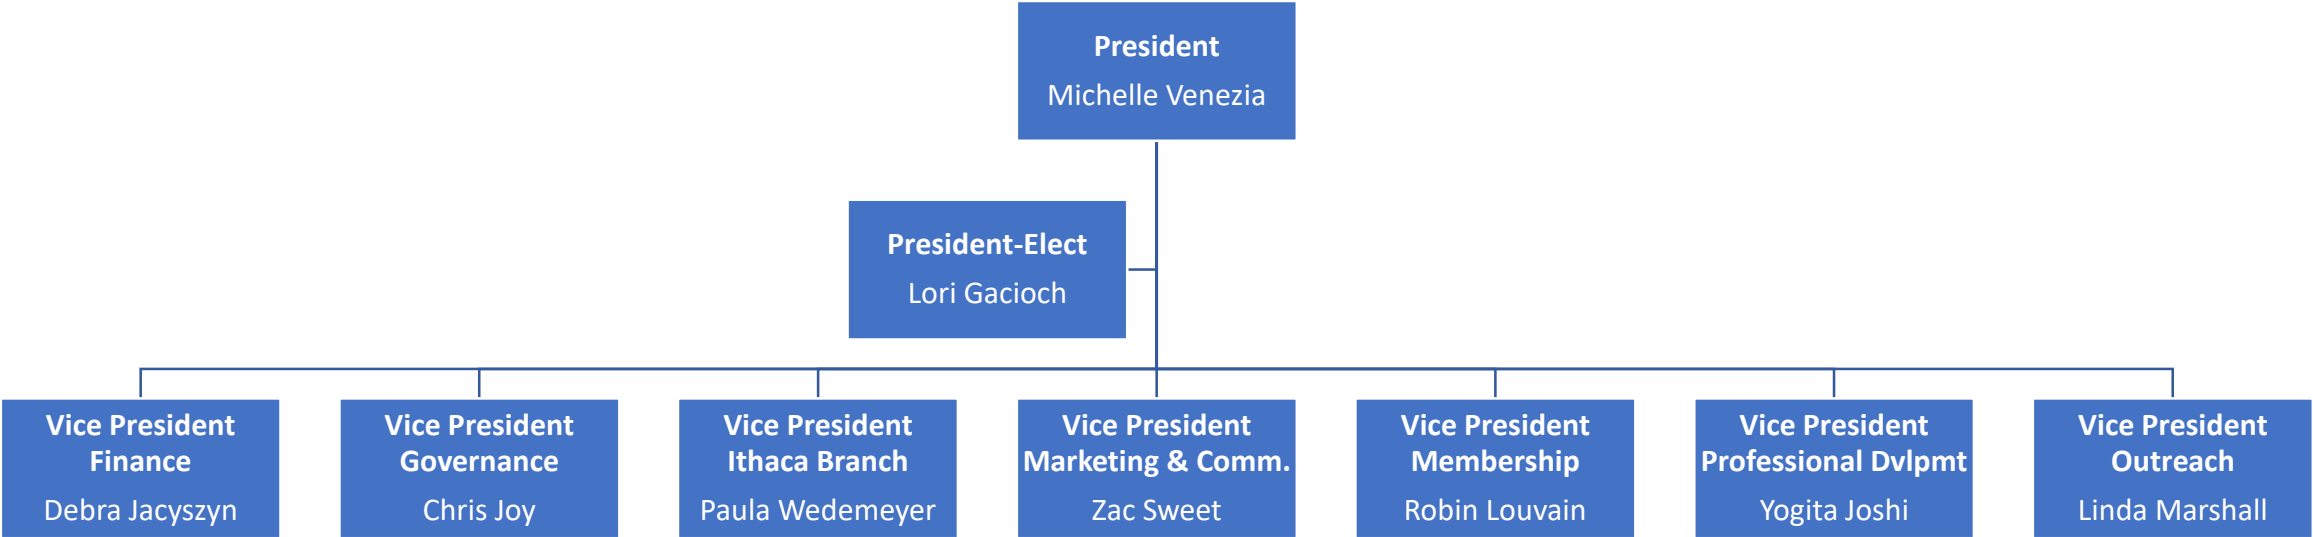 President
Michelle Venezia
President-Elect
Lori Gacioch
Vice President
Finance
Debra Jacyszyn
Vice President
Governance
Chris Joy
Vice President
Ithaca Branch
Paula Wedemeyer
Vice President
Marketing & Comm.
Zac Sweet
Vice President
Membership
Robin Louvain
Vice President
Professional Dvlpmt
Yogita Joshi
Vice President
Outreach
Linda Marshall